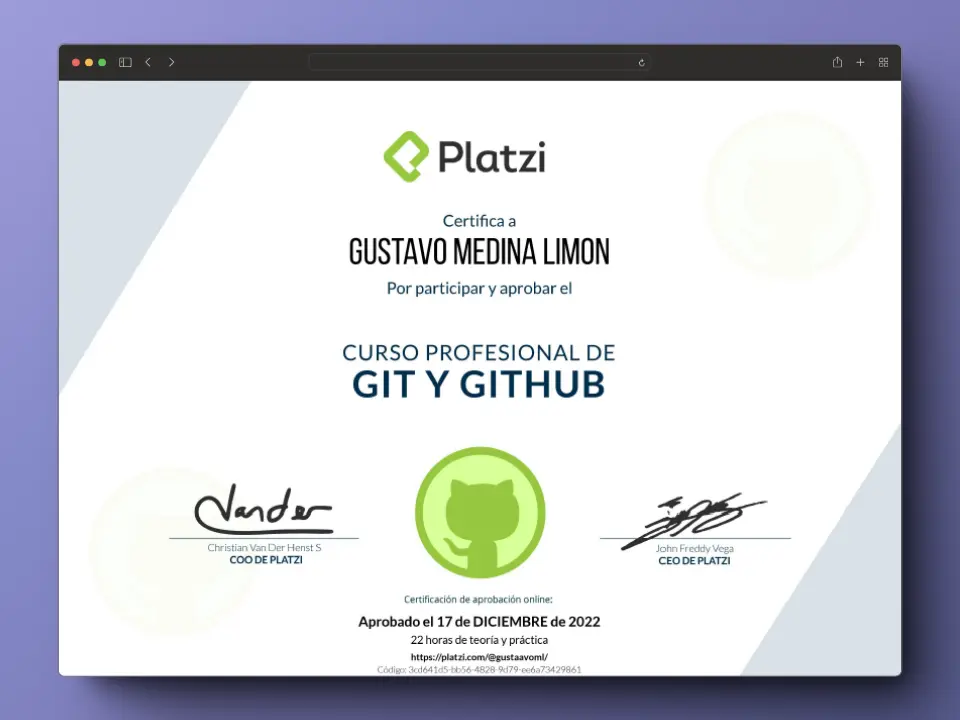 Platzi
Certifica a
GUSTAVO MEDINA LIMON
Por participar y aprobar el
CURSO PROFESIONAL DE
GIT Y GITHUB
Vander
Christian Van Der Henst S
COO DE PLATZI
John Freddy Vega
CEO DE PLATZI
Certificación de aprobación online:
Aprobado el 17 de DICIEMBRE de 2022
22 horas de teoría y práctica
https://platzi.com/@gustaavoml/
Código: 3cd641d5-bb56-4828-9d79-ee6a73429861